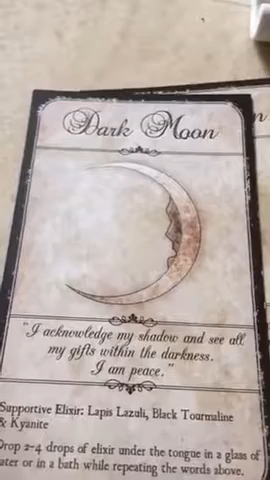 Dark Moon
"I acknowledge my shadow and see all
my gifts within the darkness.
I am peace."
Supportive Elixir: Lapis Lazuli, Black Tourmaline
& Kyanite
Drop 2-4 drops of elixir under the tongue in a glass of
water or in a bath while repeating the words above.